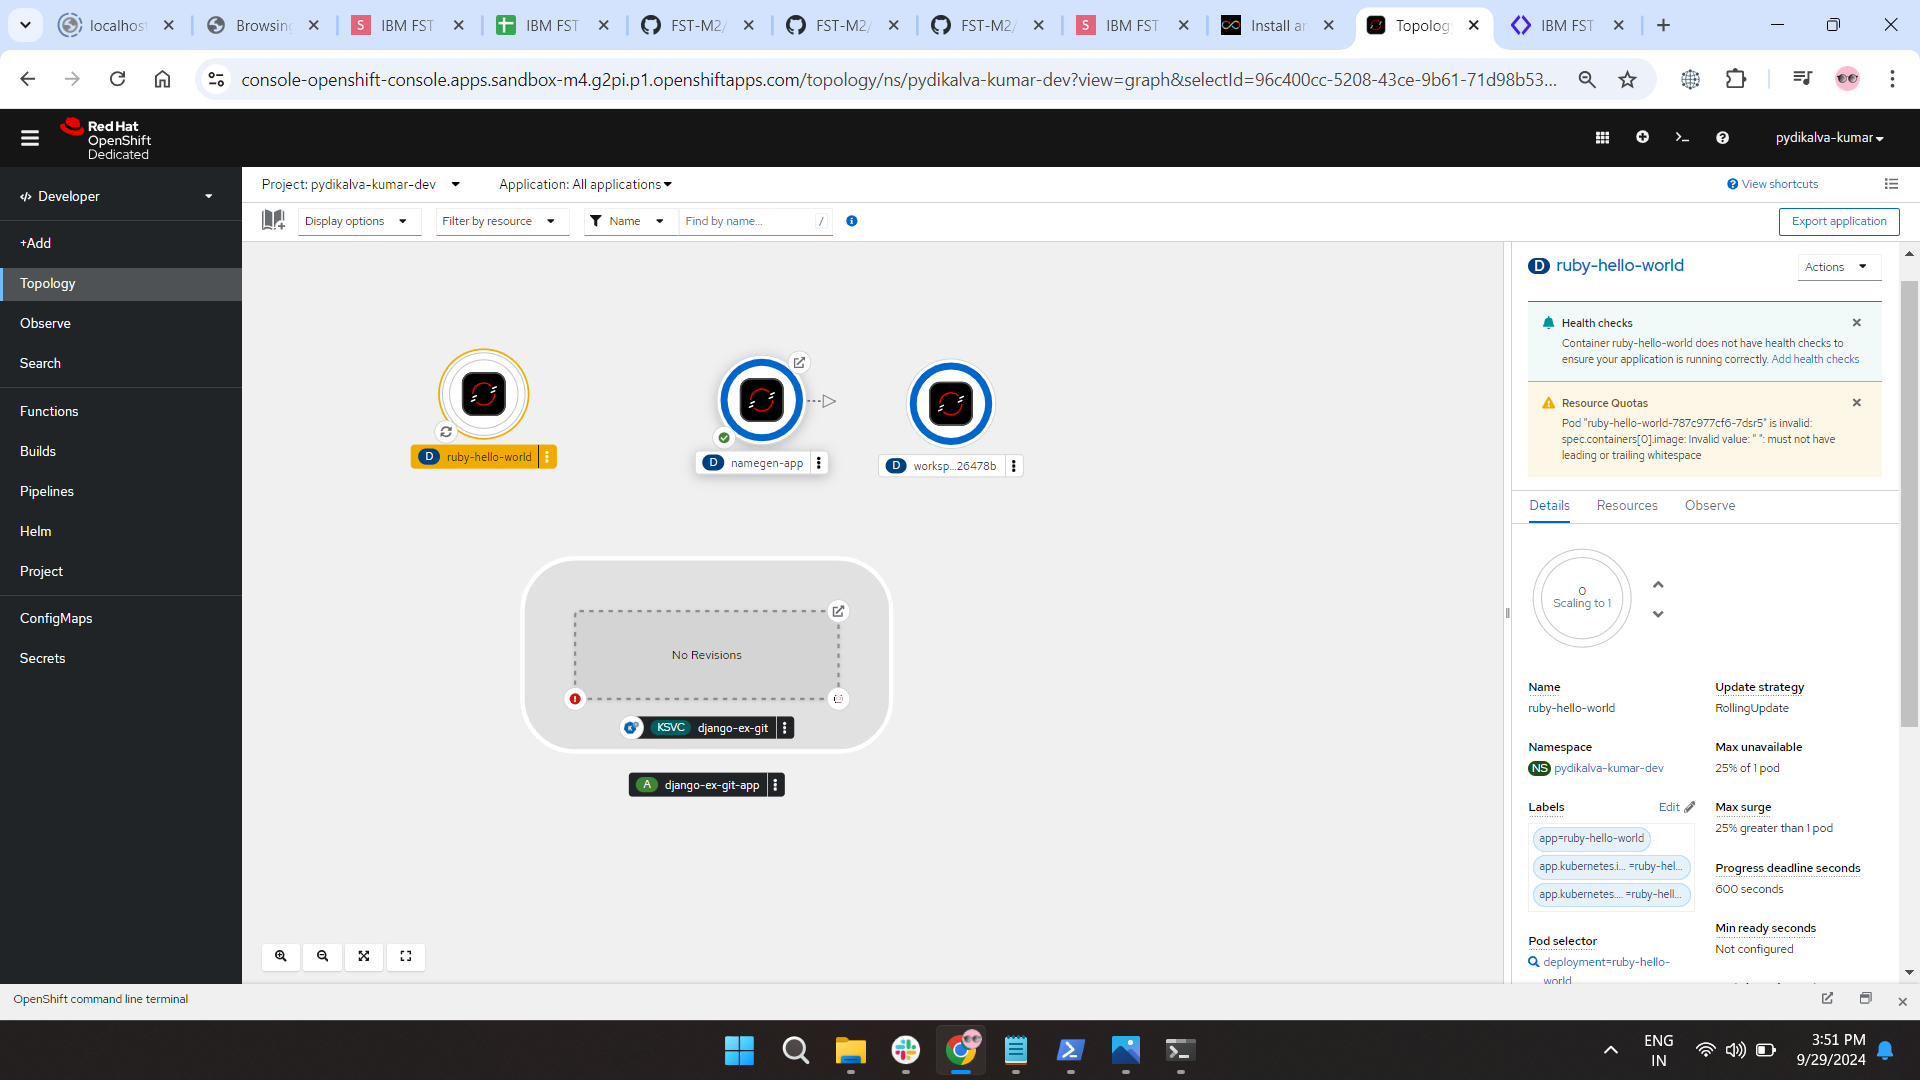 localhost
Browsing
IBM FST
IBM FST
FST-M2/
FST-M2/
FST-M2/
IBM FST
Install an
Topology
IBM FST
console-openshift-console.apps.sandbox-m4.g2pi.p1.openshiftapps.com/topology/ns/pydikalva-kumar-dev?view=graph&selectId=96c400cc-5208-43ce-9b61-71d98b53...
Red Hat
OpenShift
Dedicated
pydikalva-kumar
Developer
+Add
Topology
Observe
Search
Functions
Builds
Pipelines
Helm
Project
ConfigMaps
Secrets
Project: pydikalva-kumar-dev
Application: All applications
View shortcuts
Display options
Filter by resource
Name
Find by name...
/
Export application
D ruby-hello-world
D namegen-app
D worksp...26478b
No Revisions
KSVC django-ex-git
A django-ex-git-app
D ruby-hello-world
Actions
Health checks
Container ruby-hello-world does not have health checks to
ensure your application is running correctly. Add health checks
Resource Quotas
Pod "ruby-hello-world-787c977cf6-7dsr5" is invalid:
spec.containers[0].image: Invalid value: " ": must not have
leading or trailing whitespace
Details
Resources
Observe
0
Scaling to 1
Name
ruby-hello-world
Update strategy
RollingUpdate
Namespace
NS pydikalva-kumar-dev
Max unavailable
25% of 1 pod
Labels
Edit
app=ruby-hello-world
app.kubernetes.i... =ruby-hel...
app.kubernetes.... =ruby-hell...
Max surge
25% greater than 1 pod
Progress deadline seconds
600 seconds
Min ready seconds
Not configured
Pod selector
deployment=ruby-hello-
world
OpenShift command line terminal
ENG
IN
3:51 PM
9/29/2024